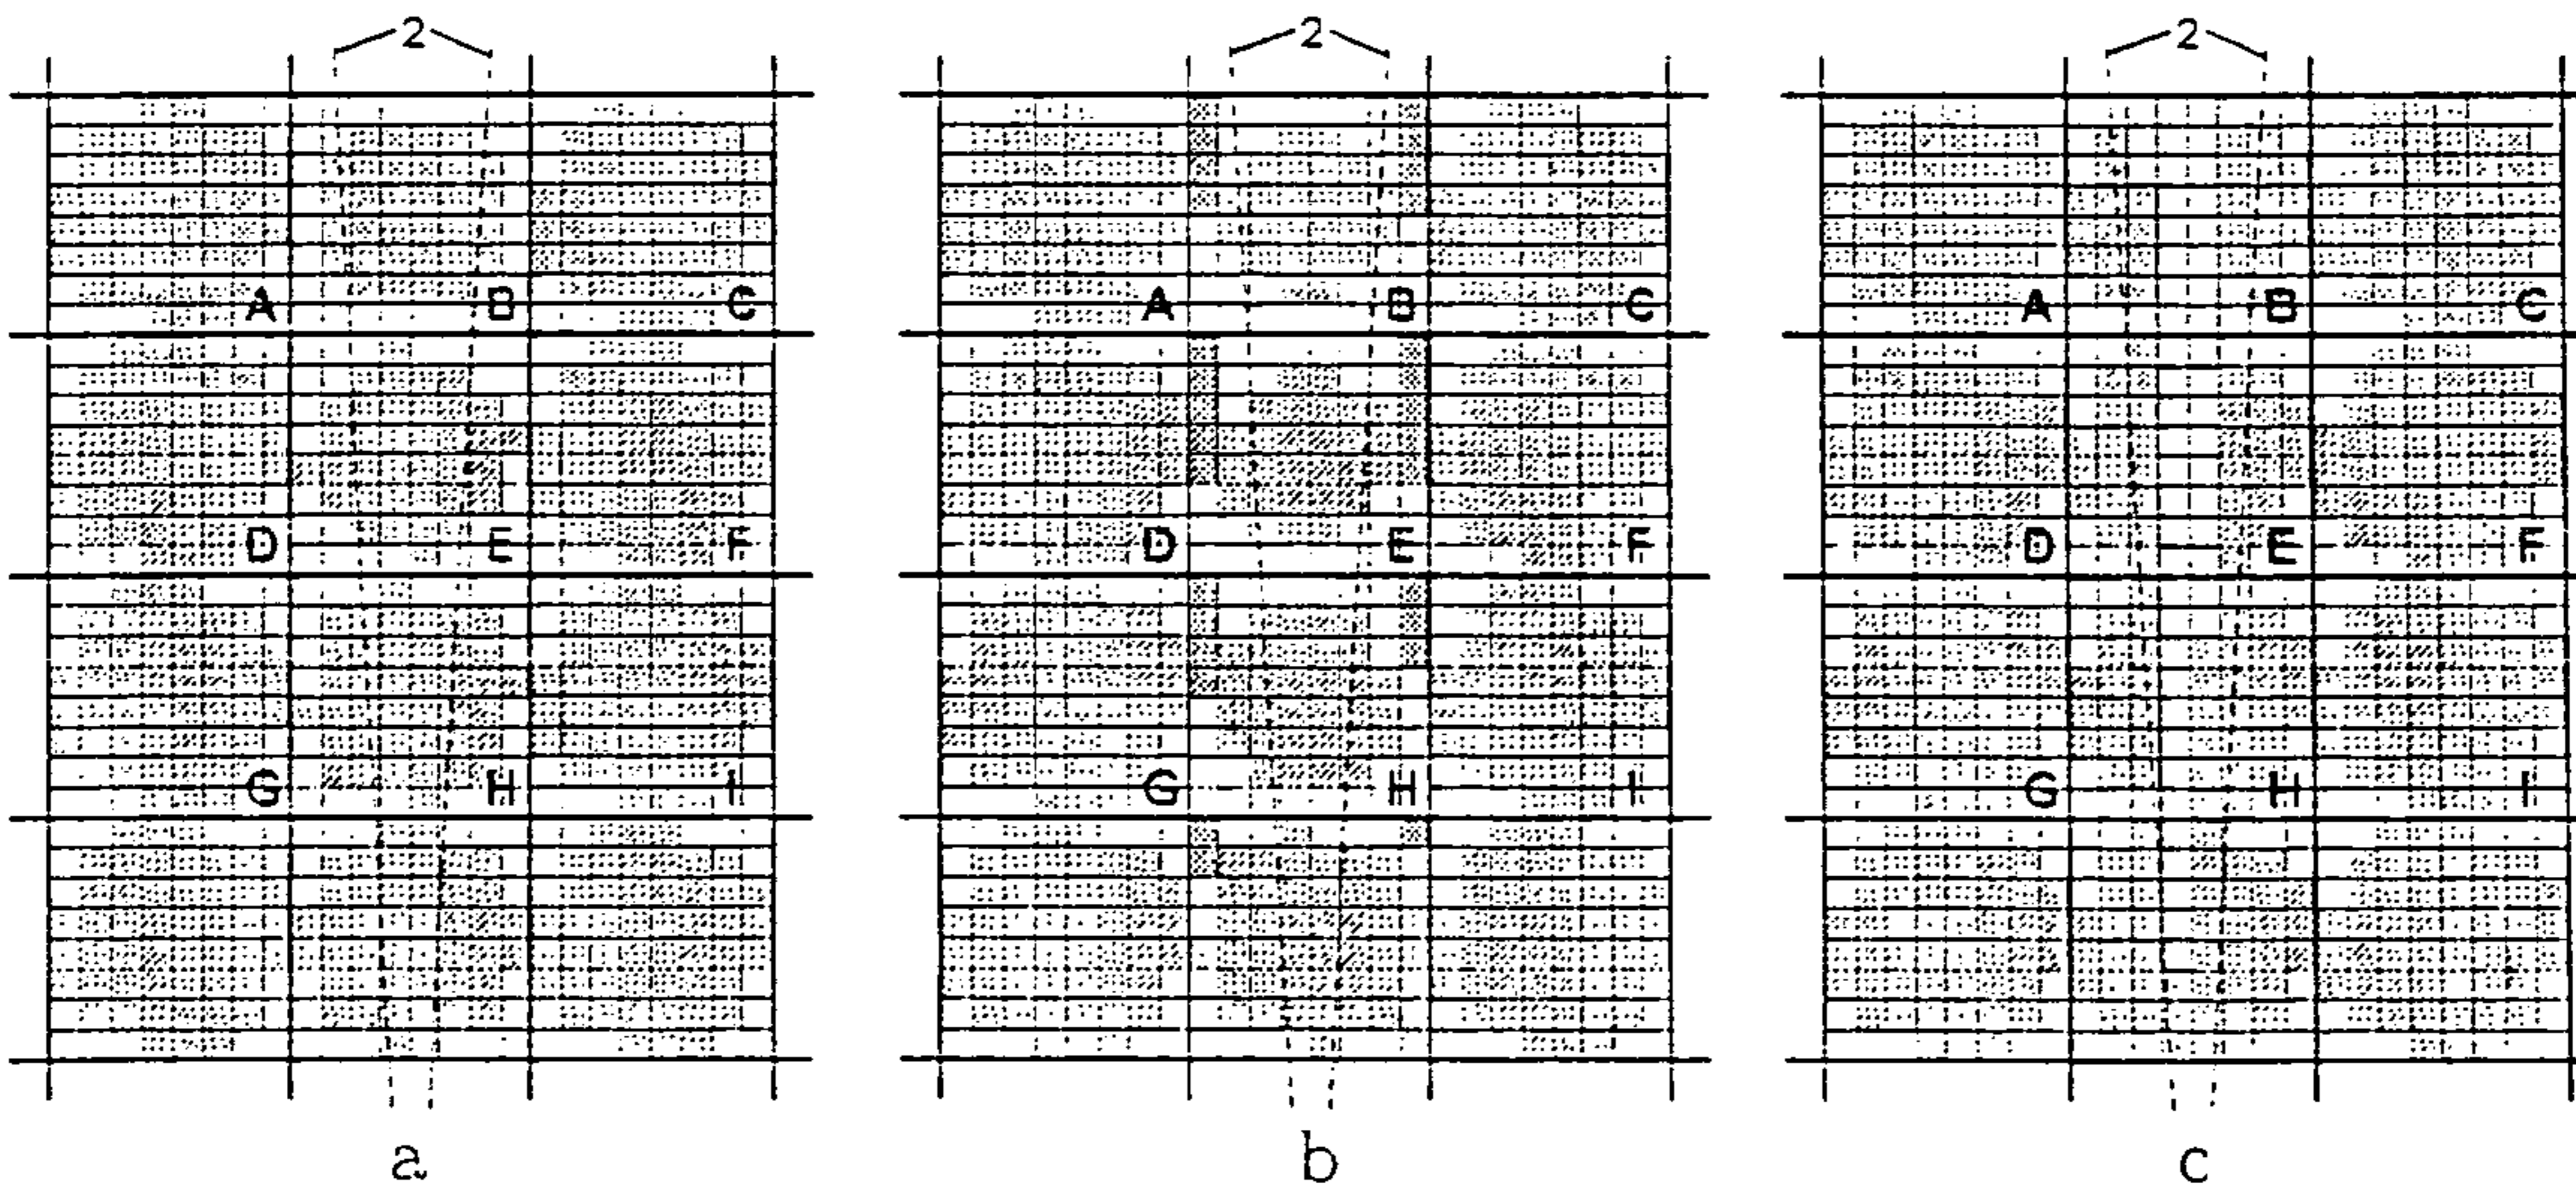 2 2 2
A B C A B C A B C
D E F D E F D E F
G H I G H I G H I
a b c